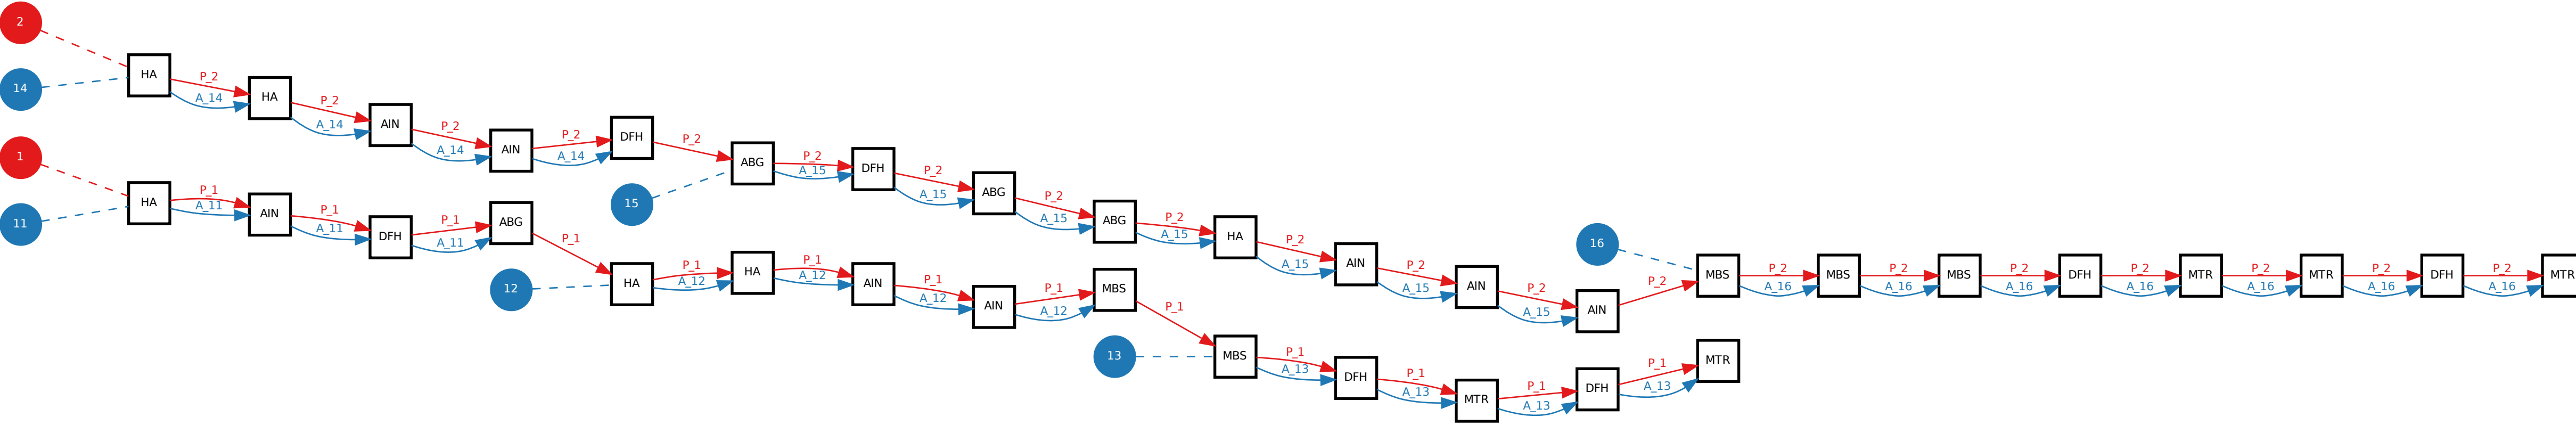 2
14
HA
P_2
A_14
HA
P_2
A_14
AIN
P_2
A_14
AIN
P_2
A_14
DFH
P_2
15
ABG
P_2
A_15
DFH
P_2
A_15
ABG
P_2
A_15
ABG
P_2
A_15
HA
P_2
A_15
AIN
P_2
A_15
AIN
P_2
A_15
AIN
P_2
16
MBS
P_2
A_16
MBS
P_2
A_16
MBS
P_2
A_16
DFH
P_2
A_16
MTR
P_2
A_16
MTR
P_2
A_16
DFH
P_2
A_16
MTR
1
11
HA
P_1
A_11
AIN
P_1
A_11
DFH
P_1
A_11
ABG
P_1
12
HA
P_1
A_12
HA
P_1
A_12
AIN
P_1
A_12
AIN
P_1
A_12
MBS
P_1
13
MBS
P_1
A_13
DFH
P_1
A_13
MTR
P_1
A_13
DFH
P_1
A_13
MTR